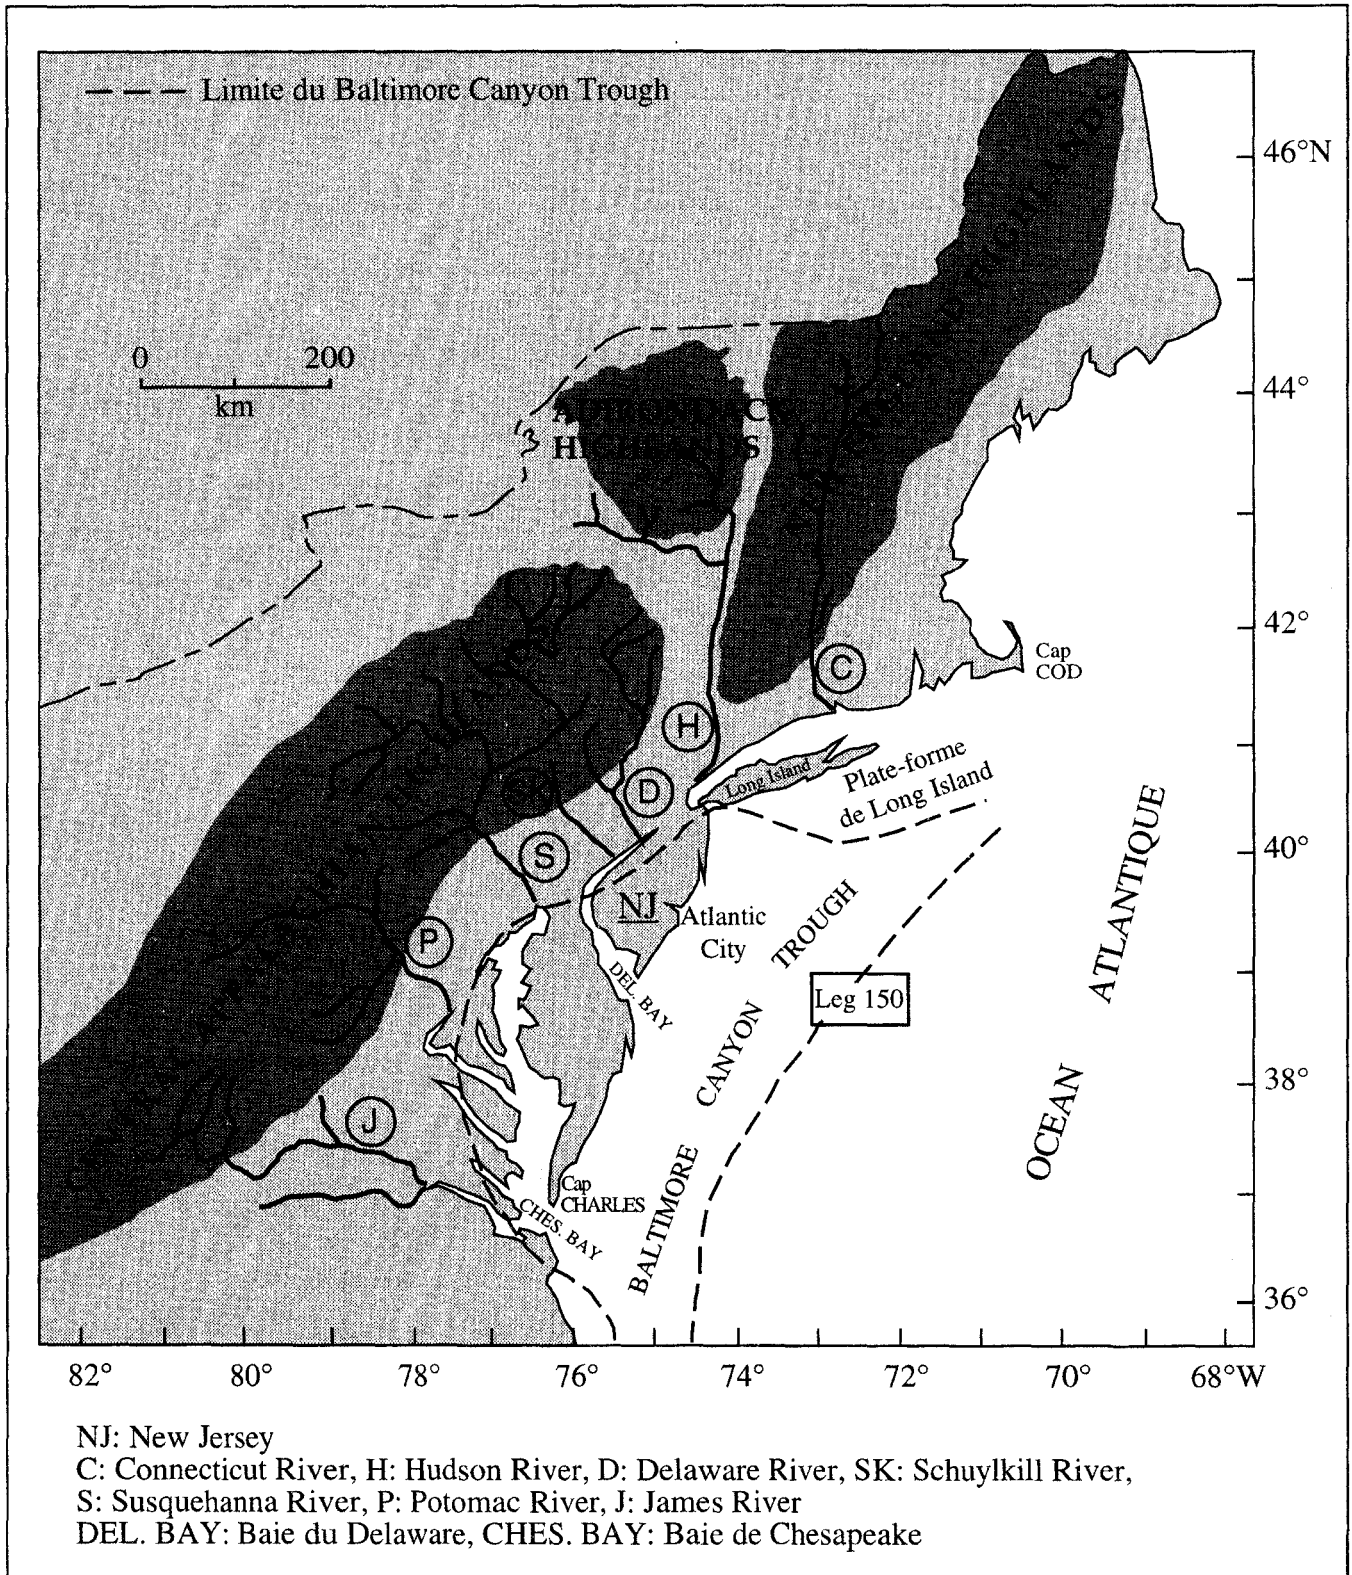 Limite du Baltimore Canyon Trough
46°N
0 200
km
44°
ADIRONDACK
HIGHLANDS
42°
C
Cap
COD
H
Long Island
Plate-forme
de Long Island
SK
D
S
40°
NJ
Atlantic
City
P
DEL. BAY
BALTIMORE CANYON TROUGH
Leg 150
OCEAN ATLANTIQUE
38°
J
Cap
CHARLES
CHES. BAY
36°
82° 80° 78° 76° 74° 72° 70° 68°W
NJ: New Jersey
C: Connecticut River, H: Hudson River, D: Delaware River, SK: Schuylkill River,
S: Susquehanna River, P: Potomac River, J: James River
DEL. BAY: Baie du Delaware, CHES. BAY: Baie de Chesapeake